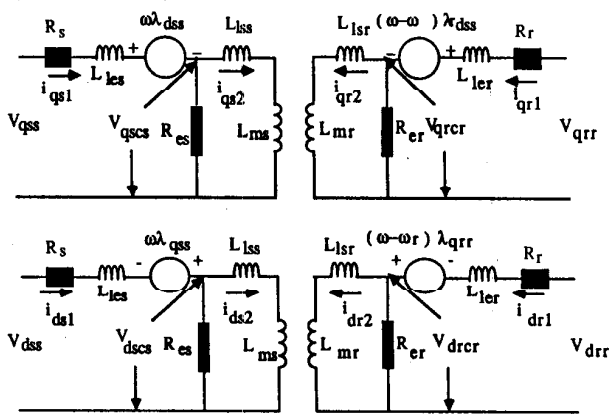 ωλdss Llss Llsr (ω-ω ) λrdss
Rs + - - + Rr
Lles Ller
iqs1 iqs2 iqr2 iqr1
Vqss Vqscs Res Lms Lmr Rer Vqrcr Vqrr
ωλqss Llss Llsr (ω-ωr) λqrr
Rs - + + - Rr
Lles Ller
ids1 ids2 idr2 idr1
Vdss Vdscs Res Lms Lmr Rer Vdrcr Vdrr